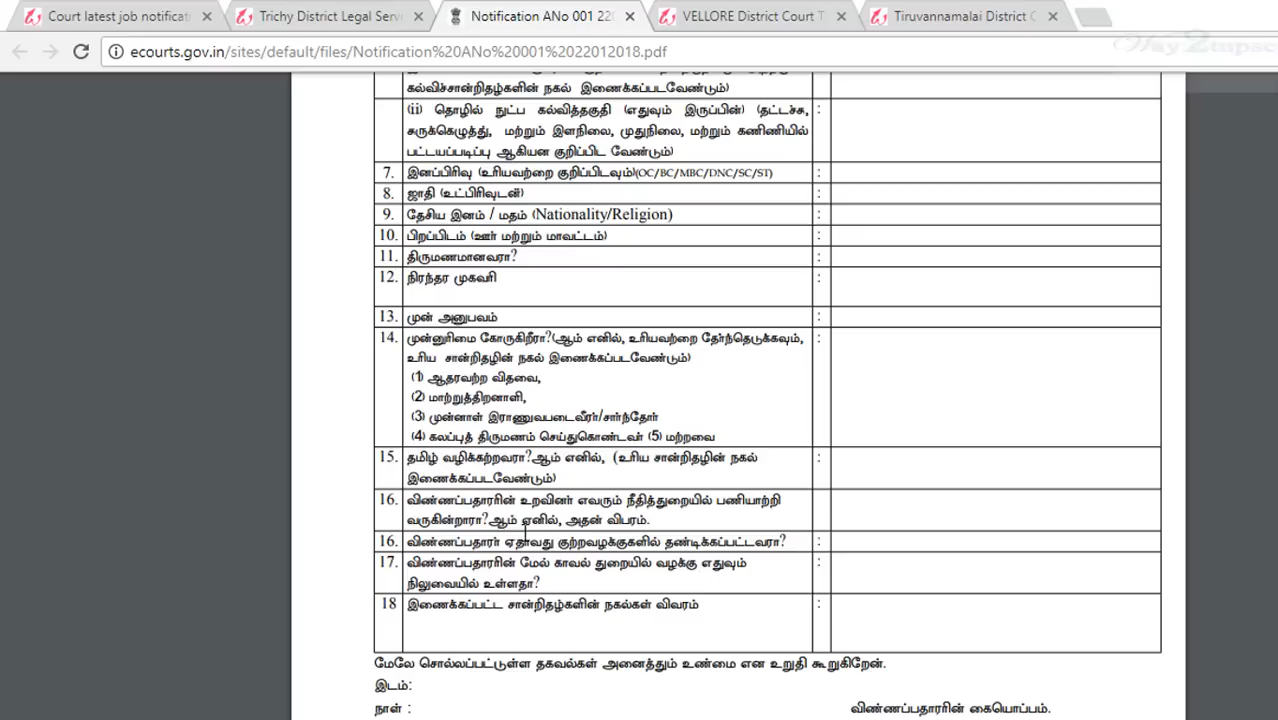 Court latest job notificat
Trichy District Legal Serv
Notification ANo 001 220
VELLORE District Court T
Tiruvannamalai District C
Way2tnpsc
ecourts.gov.in/sites/default/files/Notification%20ANo%20001%2022012018.pdf
கல்விச்சான்றிதழ்களின் நகல் இணைக்கப்படவேண்டும்)
(ii) தொழில் நுட்ப கல்வித்தகுதி (எதுவும் இருப்பின்) (தட்டச்சு, :
சுருக்கெழுத்து, மற்றும் இளநிலை, முதுநிலை, மற்றும் கணிணியில்
பட்டயப்படிப்பு ஆகியன குறிப்பிட வேண்டும்)
7. இனப்பிரிவு (உரியவற்றை குறிப்பிடவும்)(OC/BC/MBC/DNC/SC/ST) :
8. ஜாதி (உட்பிரிவுடன்) :
9. தேசிய இனம் / மதம் (Nationality/Religion) :
10. பிறப்பிடம் (ஊர் மற்றும் மாவட்டம்) :
11. திருமணமானவரா? :
12. நிரந்தர முகவரி :
13. முன் அனுபவம் :
14. முன்னுரிமை கோருகிறீரா?(ஆம் எனில், உரியவற்றை தேர்ந்தெடுக்கவும், :
உரிய சான்றிதழின் நகல் இணைக்கப்படவேண்டும்)
(1) ஆதரவற்ற விதவை,
(2) மாற்றுத்திறனாளி,
(3) முன்னாள் இராணுவபடைவீரர்/சார்ந்தோர்
(4) கலப்புத் திருமணம் செய்துகொண்டவர் (5) மற்றவை
15. தமிழ் வழிக்கற்றவரா?ஆம் எனில், (உரிய சான்றிதழின் நகல் :
இணைக்கப்படவேண்டும்)
16. விண்ணப்பதாரரின் உறவினர் எவரும் நீதித்துறையில் பணியாற்றி
வருகின்றாரா?ஆம் ஏனில், அதன் விபரம்.
16. விண்ணப்பதாரர் ஏதாவது குற்றவழக்குகளில் தண்டிக்கப்பட்டவரா? :
17. விண்ணப்பதாரரின் மேல் காவல் துறையில் வழக்கு எதுவும் :
நிலுவையில் உள்ளதா?
18 இணைக்கப்பட்ட சான்றிதழ்களின் நகல்கள் விவரம் :
மேலே சொல்லப்பட்டுள்ள தகவல்கள் அனைத்தும் உண்மை என உறுதி கூறுகிறேன்.
இடம்:
நாள் : விண்ணப்பதாரரின் கையொப்பம்.